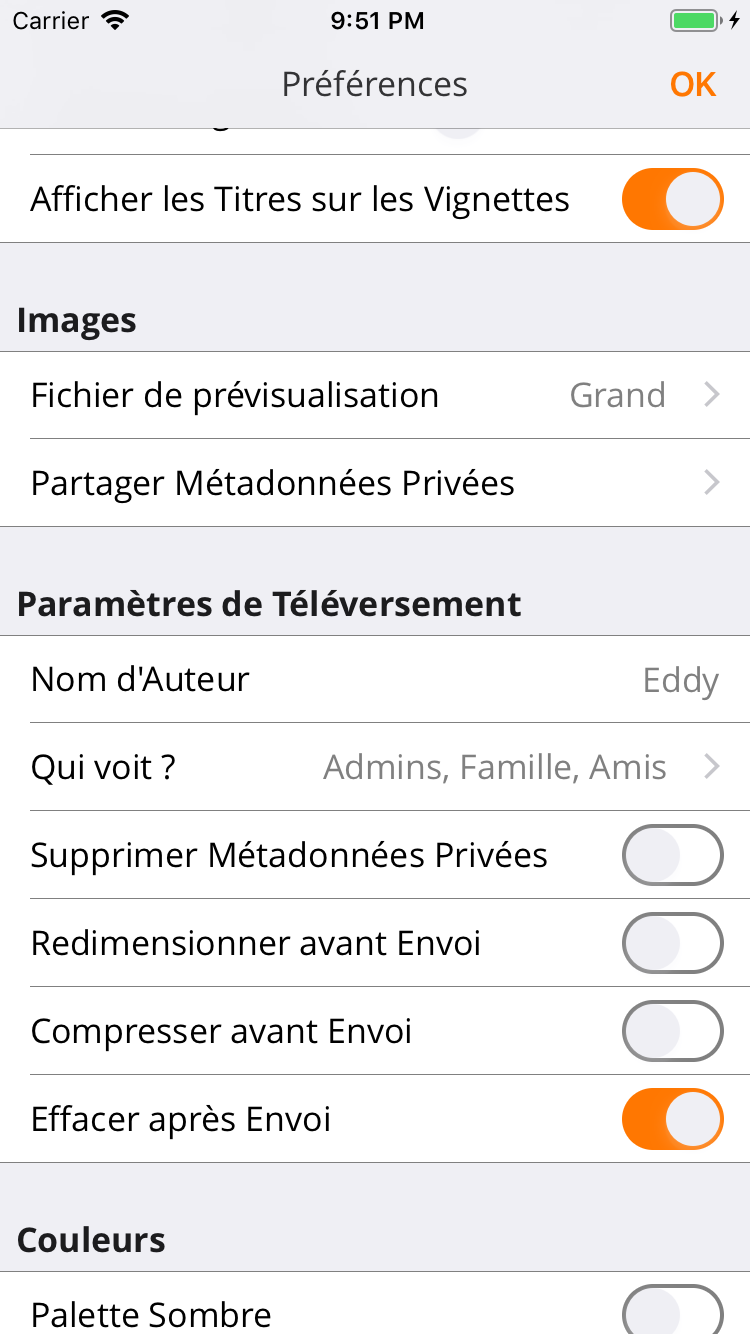 Carrier 9:51 PM
Préférences OK
Afficher les Titres sur les Vignettes
Images
Fichier de prévisualisation Grand
Partager Métadonnées Privées
Paramètres de Téléversement
Nom d'Auteur Eddy
Qui voit ? Admins, Famille, Amis
Supprimer Métadonnées Privées
Redimensionner avant Envoi
Compresser avant Envoi
Effacer après Envoi
Couleurs
Palette Sombre